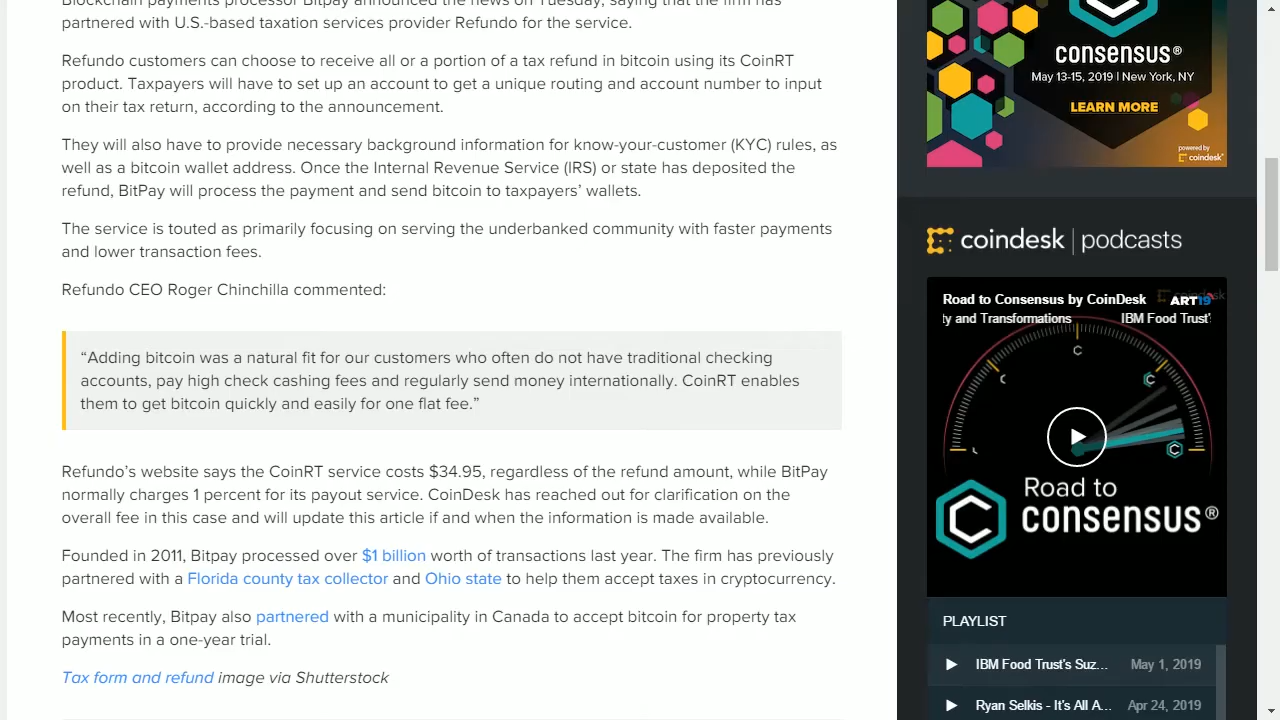 Blockchain payments processor Bitpay announced the news on Tuesday, saying that the firm has
partnered with U.S.-based taxation services provider Refundo for the service.
Refundo customers can choose to receive all or a portion of a tax refund in bitcoin using its CoinRT
product. Taxpayers will have to set up an account to get a unique routing and account number to input
on their tax return, according to the announcement.
They will also have to provide necessary background information for know-your-customer (KYC) rules, as
well as a bitcoin wallet address. Once the Internal Revenue Service (IRS) or state has deposited the
refund, BitPay will process the payment and send bitcoin to taxpayers’ wallets.
The service is touted as primarily focusing on serving the underbanked community with faster payments
and lower transaction fees.
Refundo CEO Roger Chinchilla commented:
“Adding bitcoin was a natural fit for our customers who often do not have traditional checking
accounts, pay high check cashing fees and regularly send money internationally. CoinRT enables
them to get bitcoin quickly and easily for one flat fee.”
Refundo’s website says the CoinRT service costs $34.95, regardless of the refund amount, while BitPay
normally charges 1 percent for its payout service. CoinDesk has reached out for clarification on the
overall fee in this case and will update this article if and when the information is made available.
Founded in 2011, Bitpay processed over $1 billion worth of transactions last year. The firm has previously
partnered with a Florida county tax collector and Ohio state to help them accept taxes in cryptocurrency.
Most recently, Bitpay also partnered with a municipality in Canada to accept bitcoin for property tax
payments in a one-year trial.
Tax form and refund image via Shutterstock
consensus®
May 13-15, 2019 | New York, NY
LEARN MORE
powered by
coindesk
coindesk | podcasts
Road to Consensus by CoinDesk
ART19
ty and Transformations
IBM Food Trust's
Road to
consensus®
PLAYLIST
IBM Food Trust's Suz... May 1, 2019
Ryan Selkis - It's All A... Apr 24, 2019